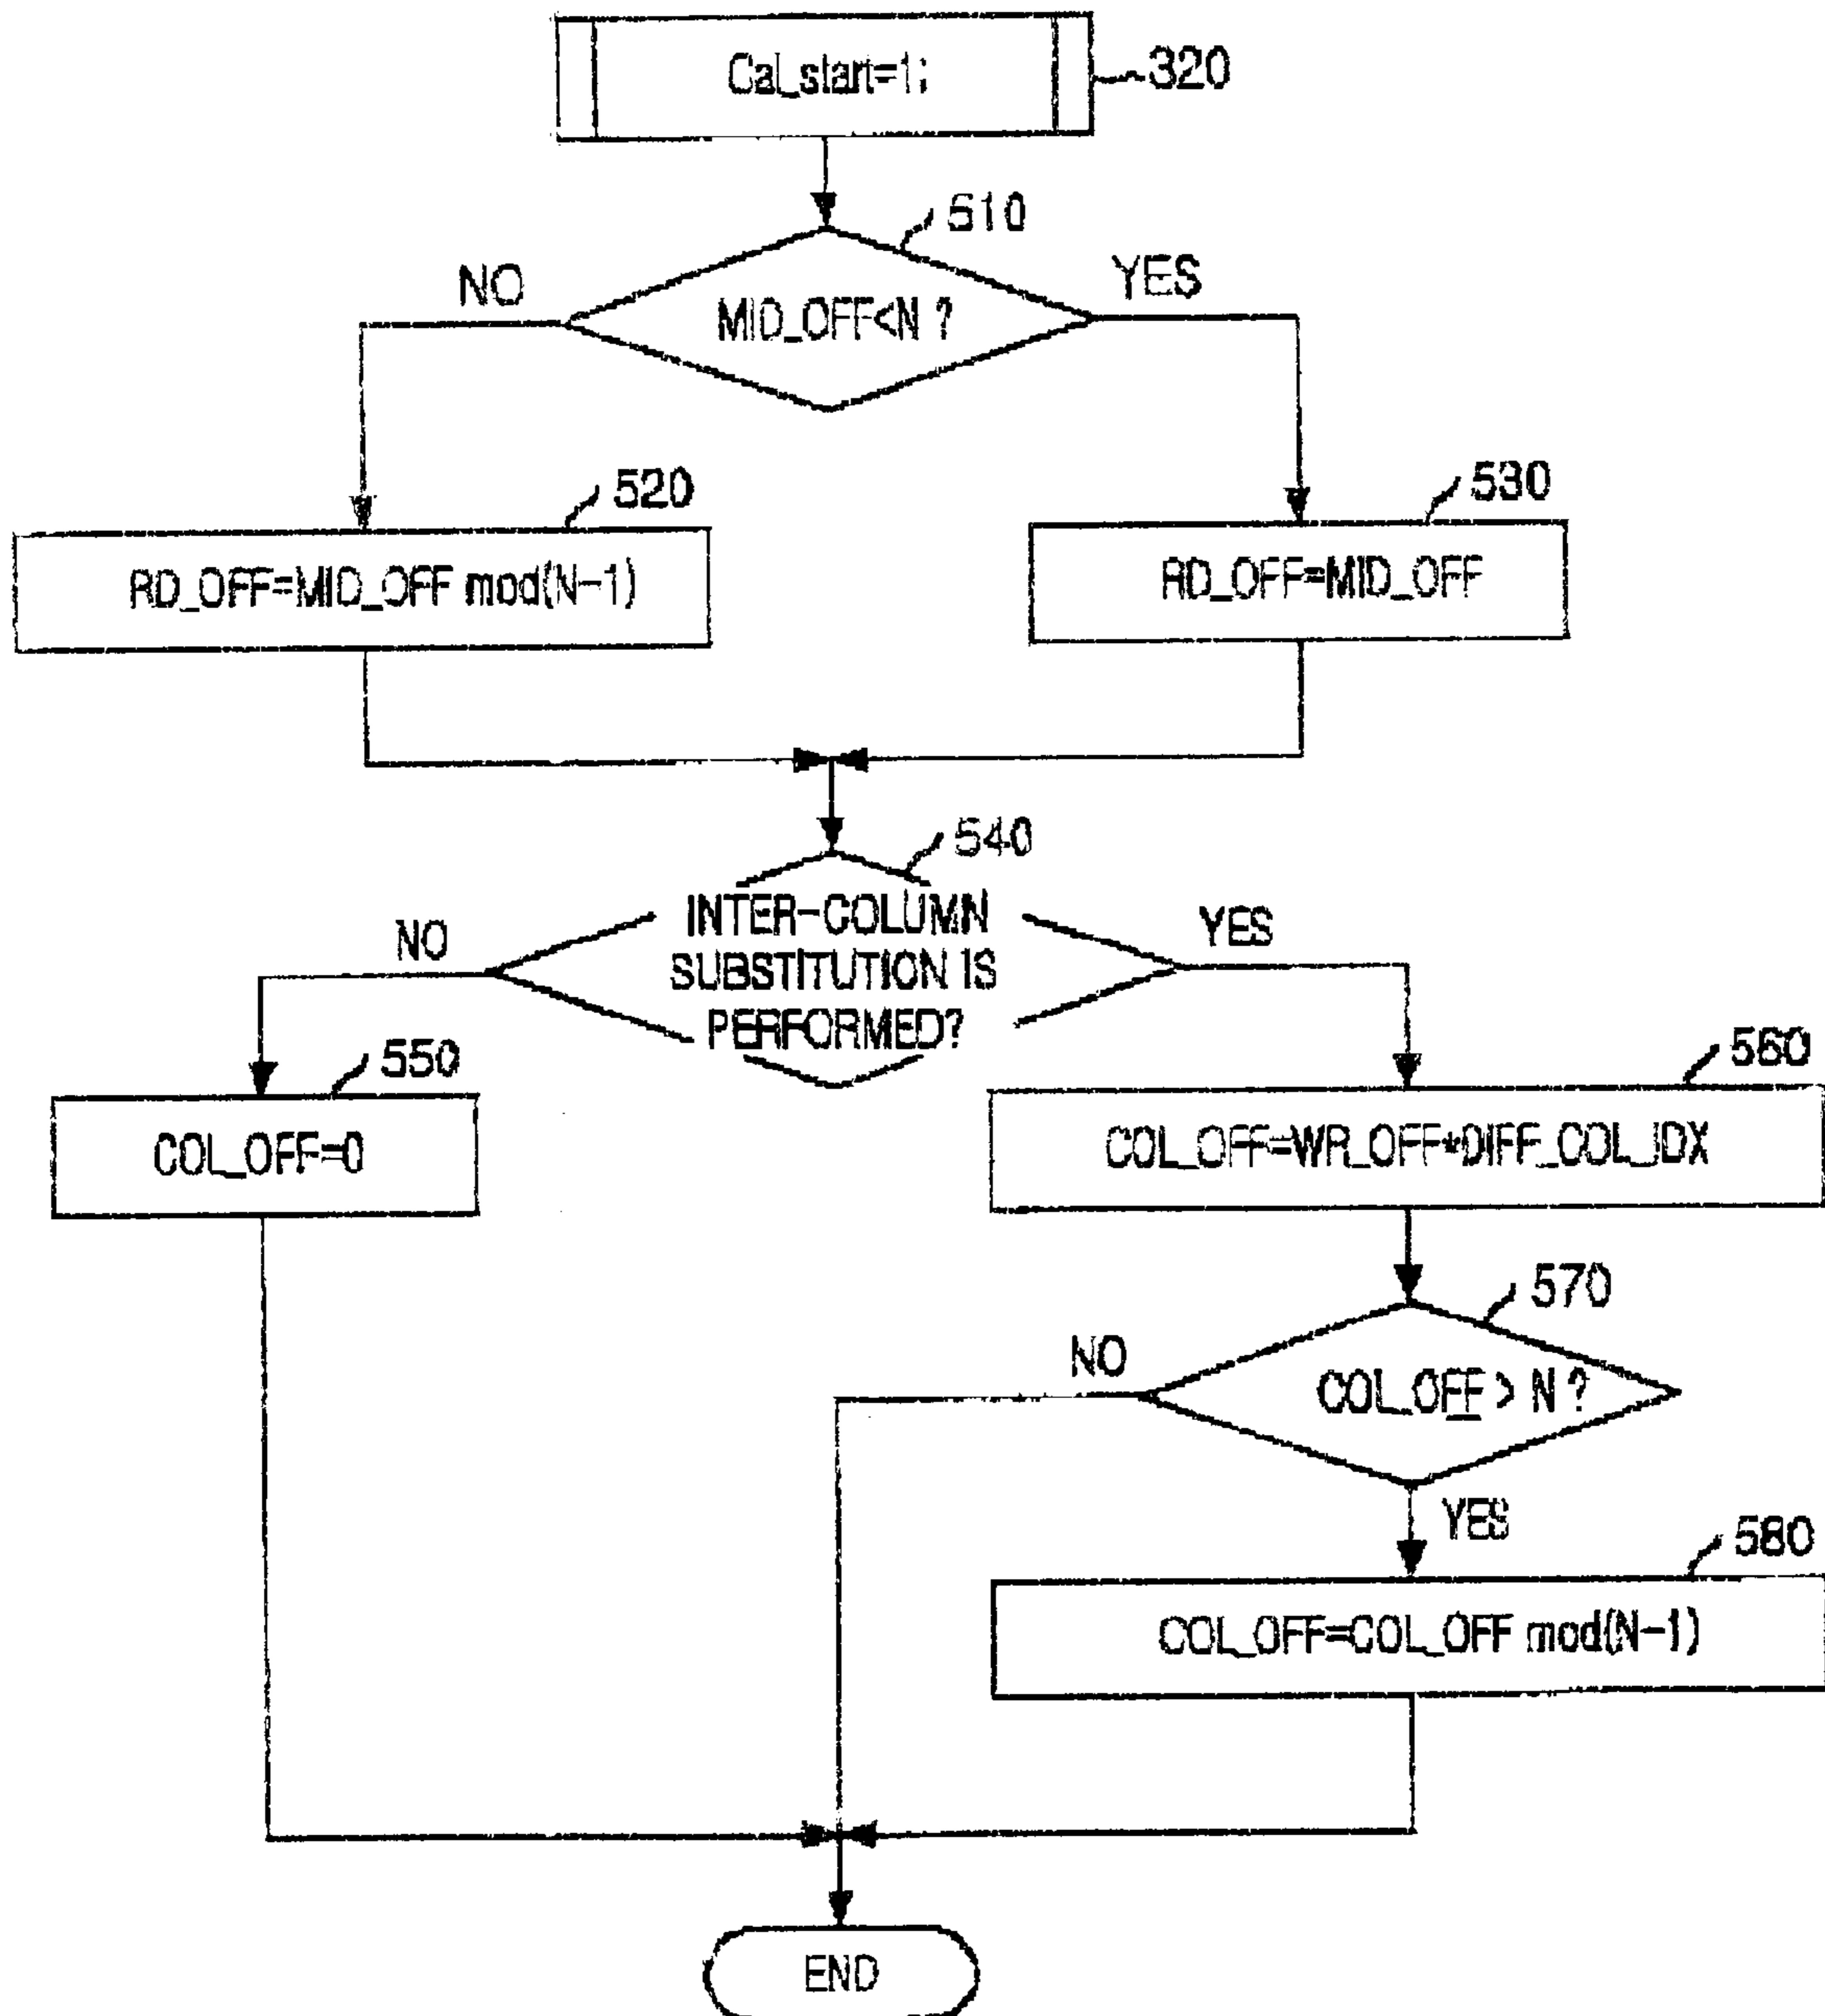 Cal_start=1;
320
510
NO
YES
MID_OFF<N ?
520
530
RD_OFF=MID_OFF mod(N-1)
RD_OFF=MID_OFF
540
NO
INTER-COLUMN
SUBSTITUTION IS
PERFORMED?
YES
550
560
COL_OFF=0
COL_OFF=WR_OFF*DIFF_COL_IDX
570
NO
COL_OFF > N ?
YES
580
COL_OFF=COL_OFF mod(N-1)
END